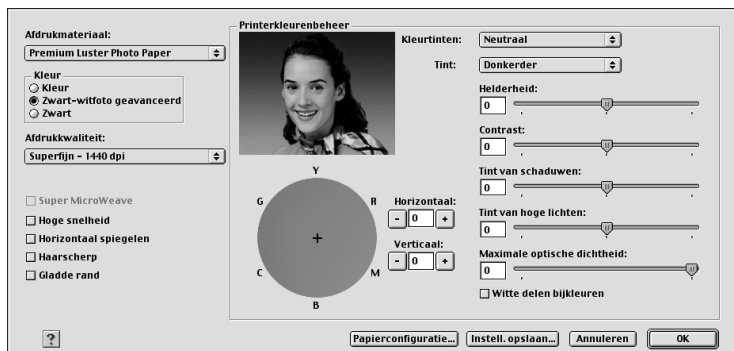 Afdrukmateriaal:
Premium Luster Photo Paper
Kleur
Kleur
Zwart-witfoto geavanceerd
Zwart
Afdrukkwaliteit:
Superfijn - 1440 dpi
Super MicroWeave
Hoge snelheid
Horizontaal spiegelen
Haarscherp
Gladde rand
?
Printerkleurenbeheer
Kleurtinten:
Neutraal
Tint:
Donkerder
Y
G
R
C
M
B
Horizontaal:
- 0 +
Verticaal:
- 0 +
Helderheid:
0
Contrast:
0
Tint van schaduwen:
0
Tint van hoge lichten:
0
Maximale optische dichtheid:
0
Witte delen bijkleuren
Papierconfiguratie... Instell. opslaan... Annuleren OK